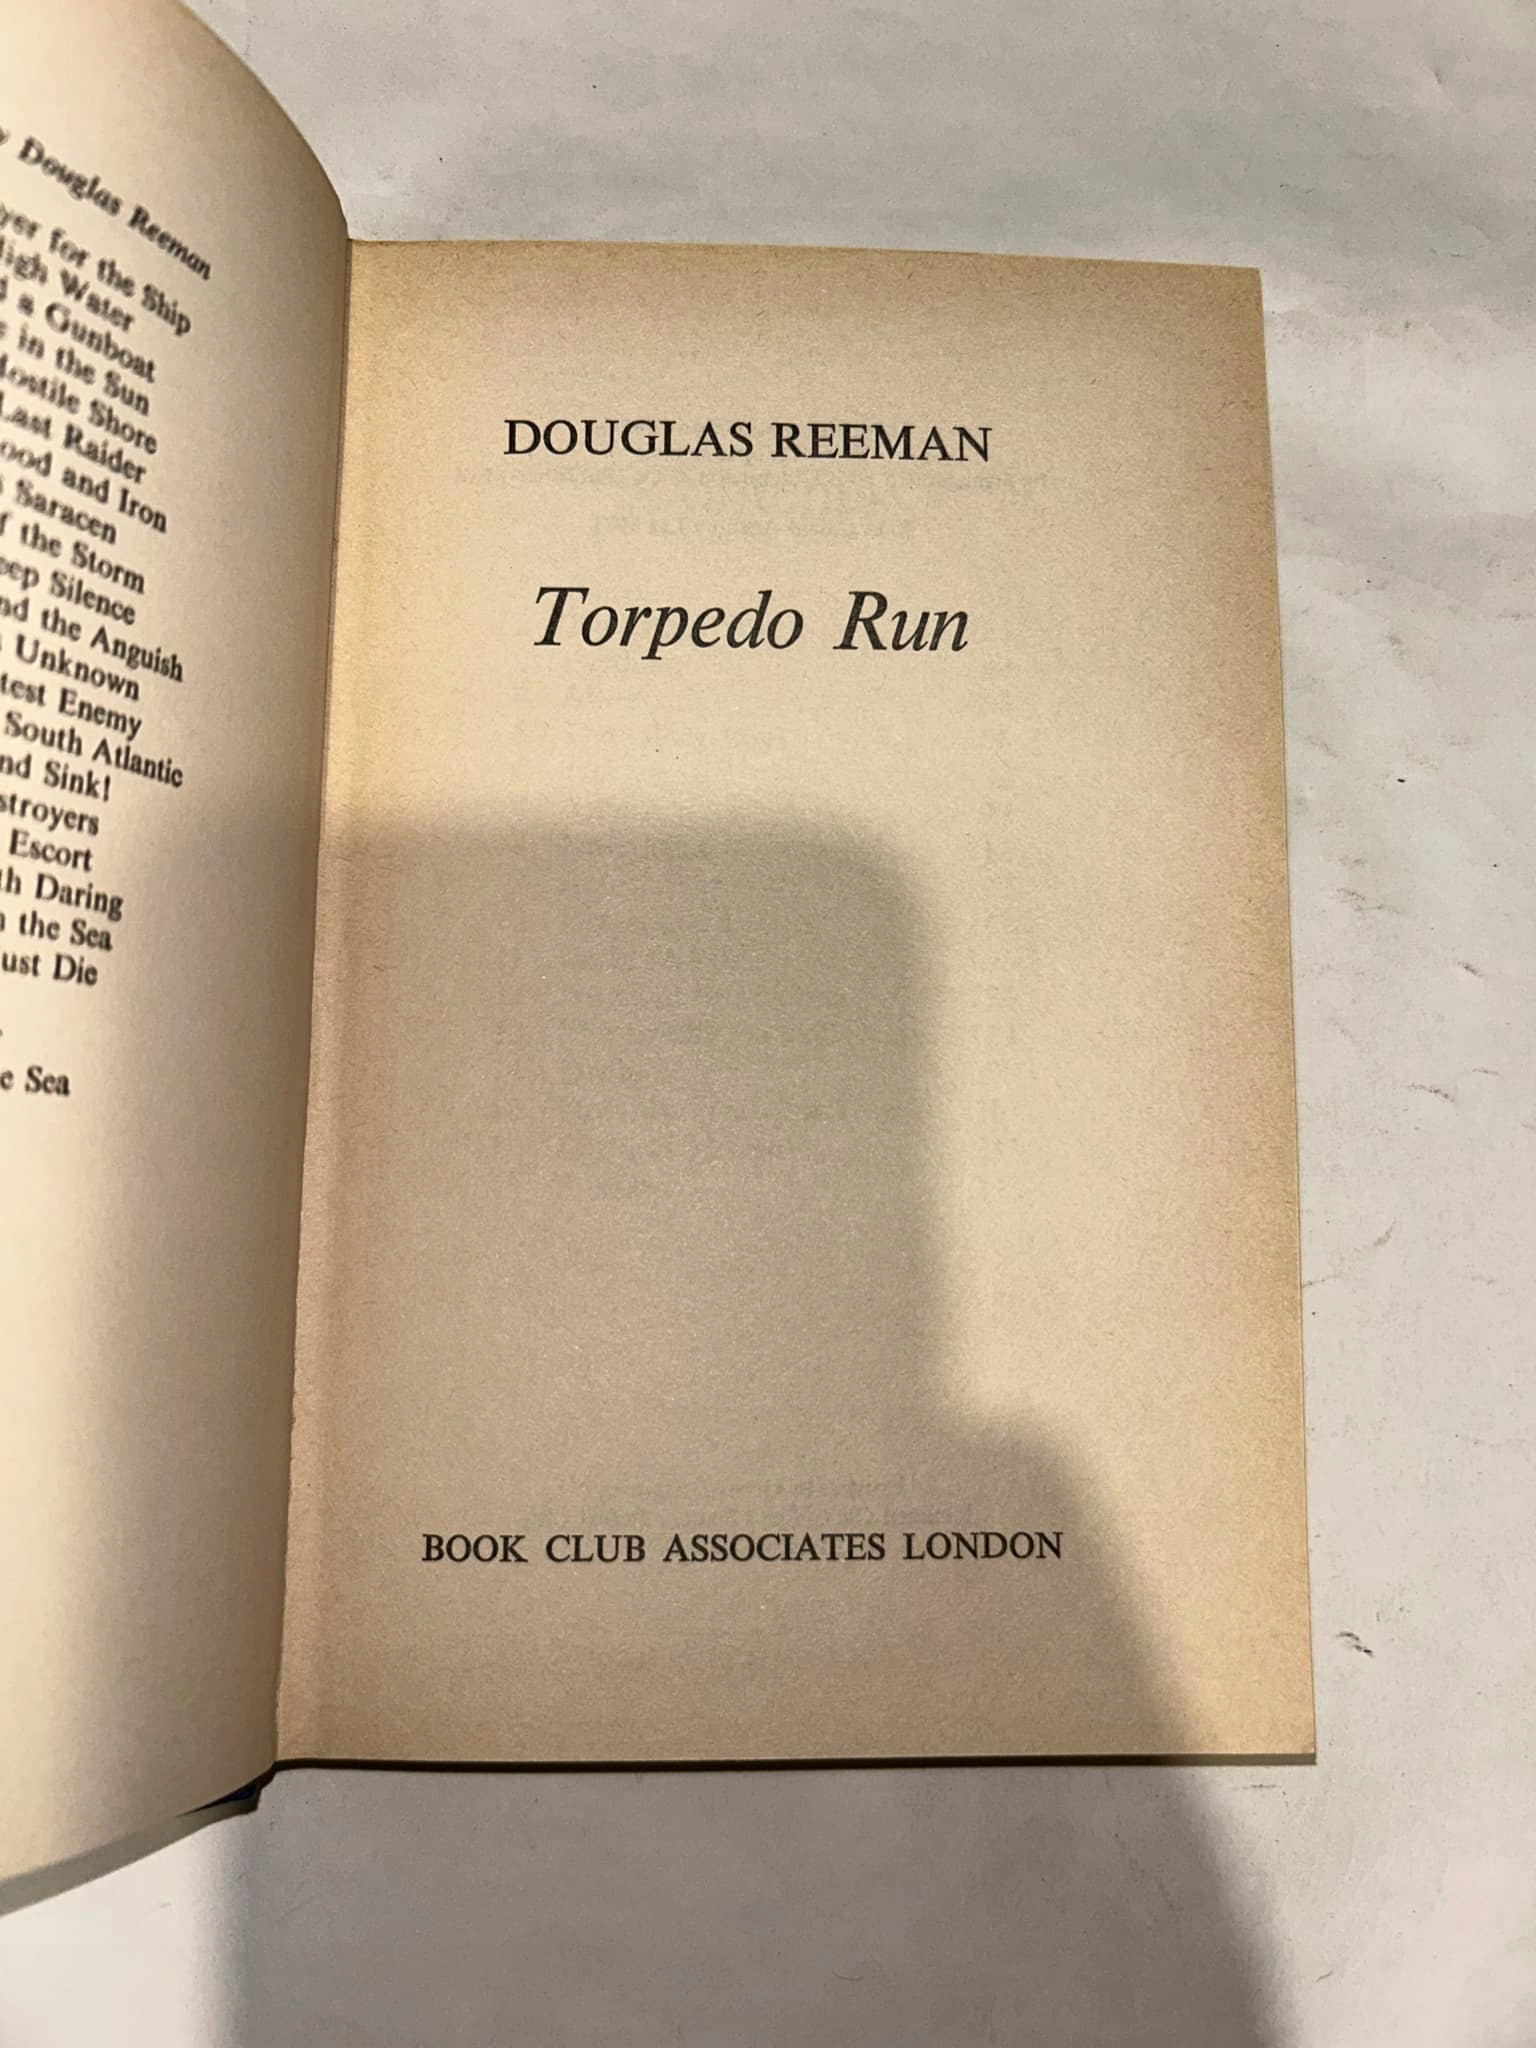 Douglas Reeman
for the Ship
High Water
a Gunboat
in the Sun
Hostile Shore
Last Raider
and Iron
Saracen
the Storm
Silence
the Anguish
Unknown
Enemy
South Atlantic
Sink!
Escort
Daring
the Sea
Die
Sea
DOUGLAS REEMAN
Torpedo Run
BOOK CLUB ASSOCIATES LONDON